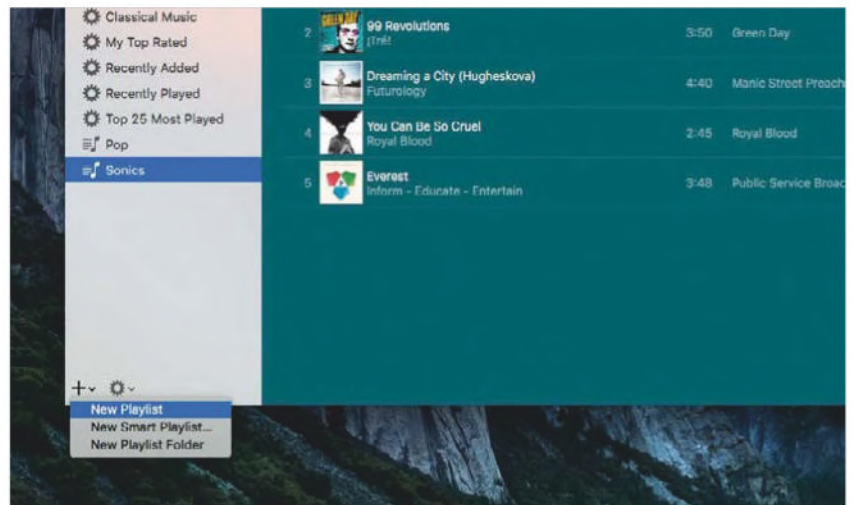 Classical Music
My Top Rated
Recently Added
Recently Played
Top 25 Most Played
Pop
Sonics
2 99 Revolutions 3:50 Green Day
¡Tré!
3 Dreaming a City (Hugheskova) 4:40 Manic Street Preach
Futurology
4 You Can Be So Cruel 2:45 Royal Blood
Royal Blood
5 Everest 3:48 Public Service Broac
Inform - Educate - Entertain
New Playlist
New Smart Playlist...
New Playlist Folder